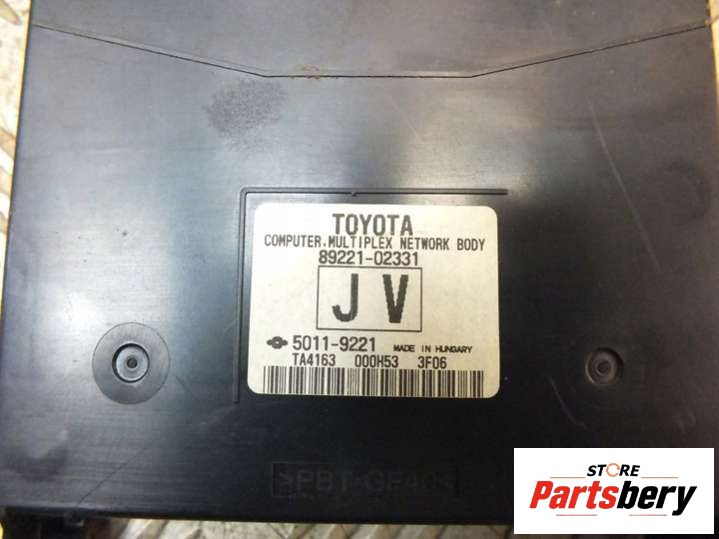 TOYOTA
COMPUTER.MULTIPLEX NETWORK BODY
89221-02331
J V
5011-9221 MADE IN HUNGARY
TA4163 000H53 3F06
STORE
Partsbery